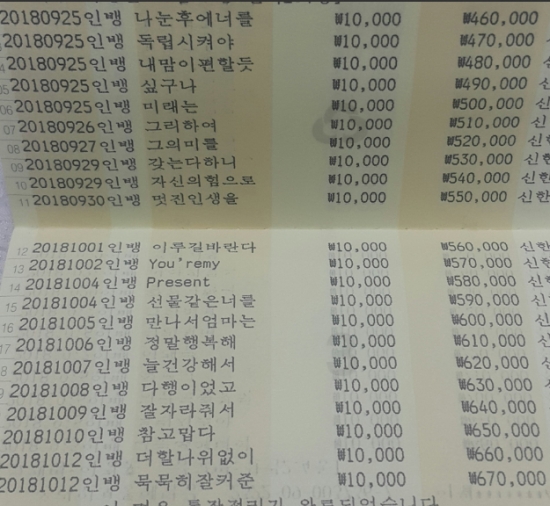 20180925인뱅 나눈후에너를 ₩10,000 ₩460,000
20180925인뱅 독립시켜야 ₩10,000 ₩470,000
20180925인뱅 내맘이편할듯 ₩10,000 ₩480,000
05 20180925인뱅 싶구나 ₩10,000 ₩490,000
06 20180925인뱅 미래는 ₩10,000 ₩500,000 신
07 20180926인뱅 그리하여 ₩10,000 ₩510,000 신
08 20180927인뱅 그의미를 ₩10,000 ₩520,000 신한
09 20180929인뱅 갖는다하니 ₩10,000 ₩530,000 신한
10 20180929인뱅 자신의힘으로 ₩10,000 ₩540,000 신한
11 20180930인뱅 멋진인생을 ₩10,000 ₩550,000 신한
12 20181001인뱅 이루길바란다 ₩10,000 ₩560,000 신한
13 20181002인뱅 You'remy ₩10,000 ₩570,000 신한
14 20181004인뱅 Present ₩10,000 ₩580,000 신한
15 20181004인뱅 선물같은너를 ₩10,000 ₩590,000 신한
16 20181005인뱅 만나서엄마는 ₩10,000 ₩600,000 신한
17 20181006인뱅 정말행복해 ₩10,000 ₩610,000 신한
20181007인뱅 늘건강해서 ₩10,000 ₩620,000 신
20181008인뱅 다행이었고 ₩10,000 ₩630,000
20181009인뱅 잘자라줘서 ₩10,000 ₩640,000
20181010인뱅 참고맙다 ₩10,000 ₩650,000
20181012인뱅 더할나위없이 ₩10,000 ₩660,000
20181012인뱅 묵묵히잘커준 ₩10,000 ₩670,000